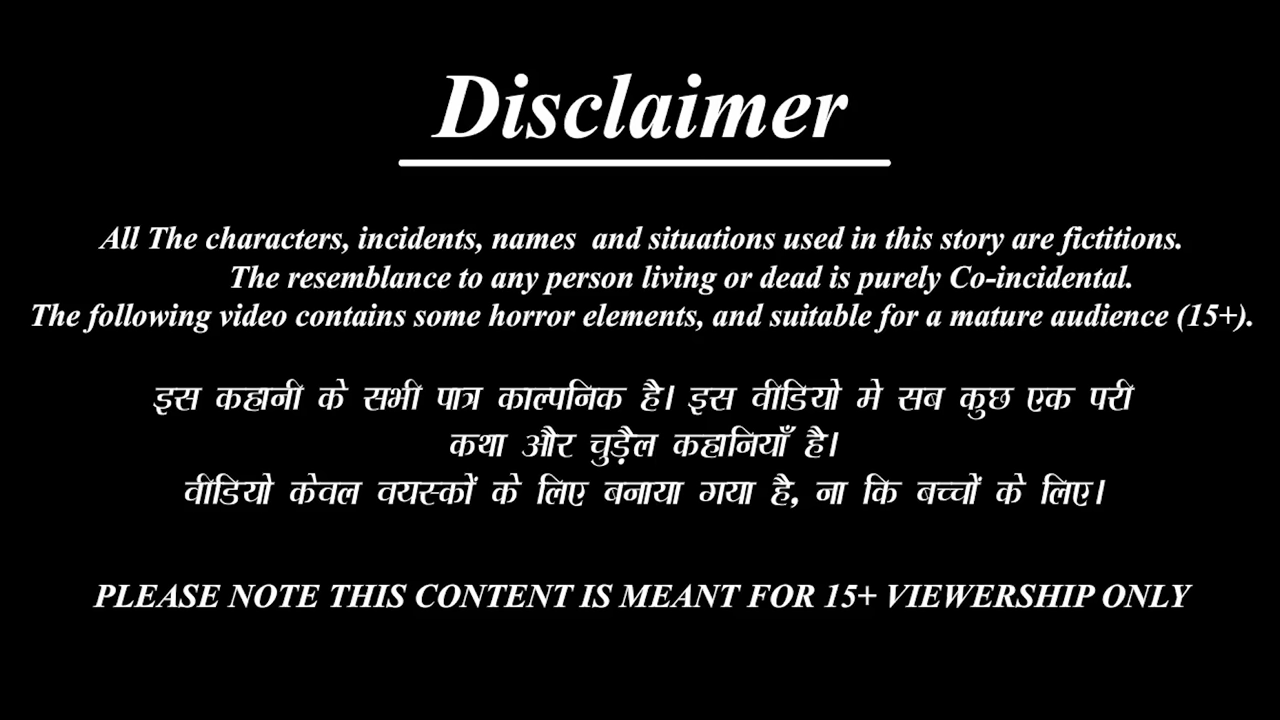 Disclaimer
All The characters, incidents, names and situations used in this story are fictitions.
The resemblance to any person living or dead is purely Co-incidental.
The following video contains some horror elements, and suitable for a mature audience (15+).
इस कहानी के सभी पात्र काल्पनिक है। इस वीडियो मे सब कुछ एक परी
कथा और चुड़ैल कहानियाँ है।
वीडियो केवल वयस्कों के लिए बनाया गया है, ना कि बच्चों के लिए।
PLEASE NOTE THIS CONTENT IS MEANT FOR 15+ VIEWERSHIP ONLY